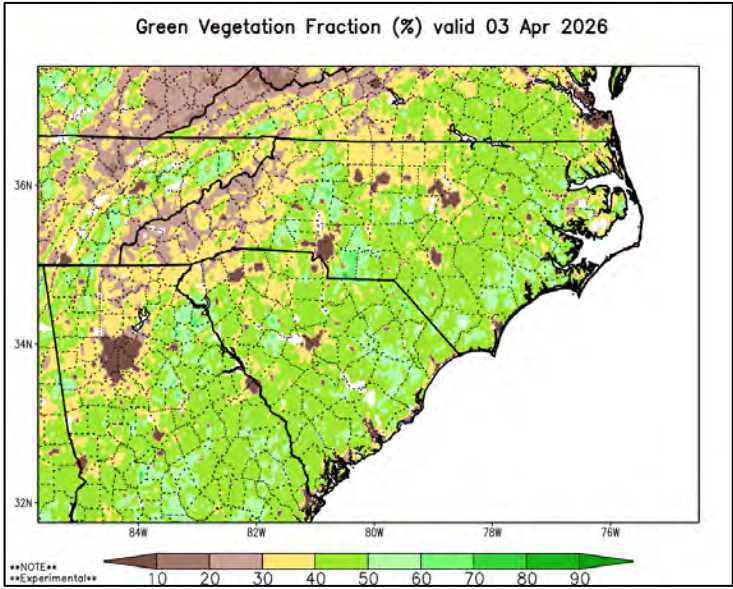 Green Vegetation Fraction (%) valid 03 Apr 2026
36N
34N
32N
84W 82W 80W 78W 76W
**NOTE**
**Experimental**
10 20 30 40 50 60 70 80 90